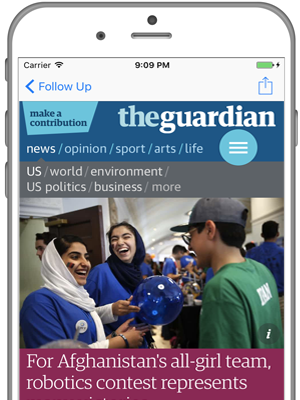 Carrier 9:09 PM
Follow Up
make a
contribution
theguardian
news / opinion / sport / arts / life
US / world / environment /
US politics / business / more
i
For Afghanistan's all-girl team,
robotics contest represents